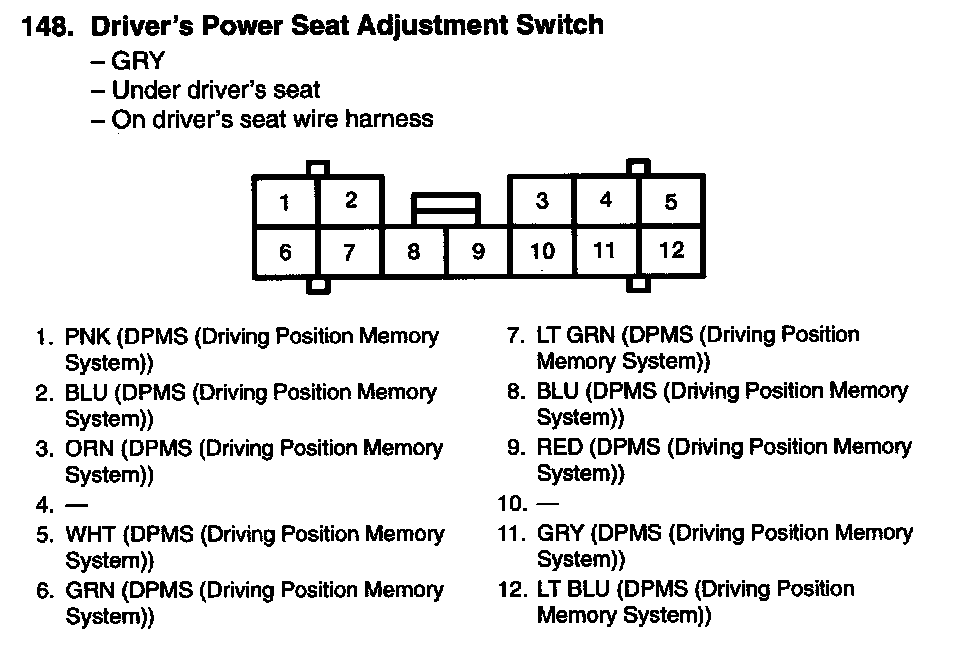 148. Driver's Power Seat Adjustment Switch
– GRY
– Under driver's seat
– On driver's seat wire harness
1 2 3 4 5
6 7 8 9 10 11 12
1. PNK (DPMS (Driving Position Memory
System))
2. BLU (DPMS (Driving Position Memory
System))
3. ORN (DPMS (Driving Position Memory
System))
4. —
5. WHT (DPMS (Driving Position Memory
System))
6. GRN (DPMS (Driving Position Memory
System))
7. LT GRN (DPMS (Driving Position
Memory System))
8. BLU (DPMS (Driving Position Memory
System))
9. RED (DPMS (Driving Position Memory
System))
10. —
11. GRY (DPMS (Driving Position Memory
System))
12. LT BLU (DPMS (Driving Position
Memory System))